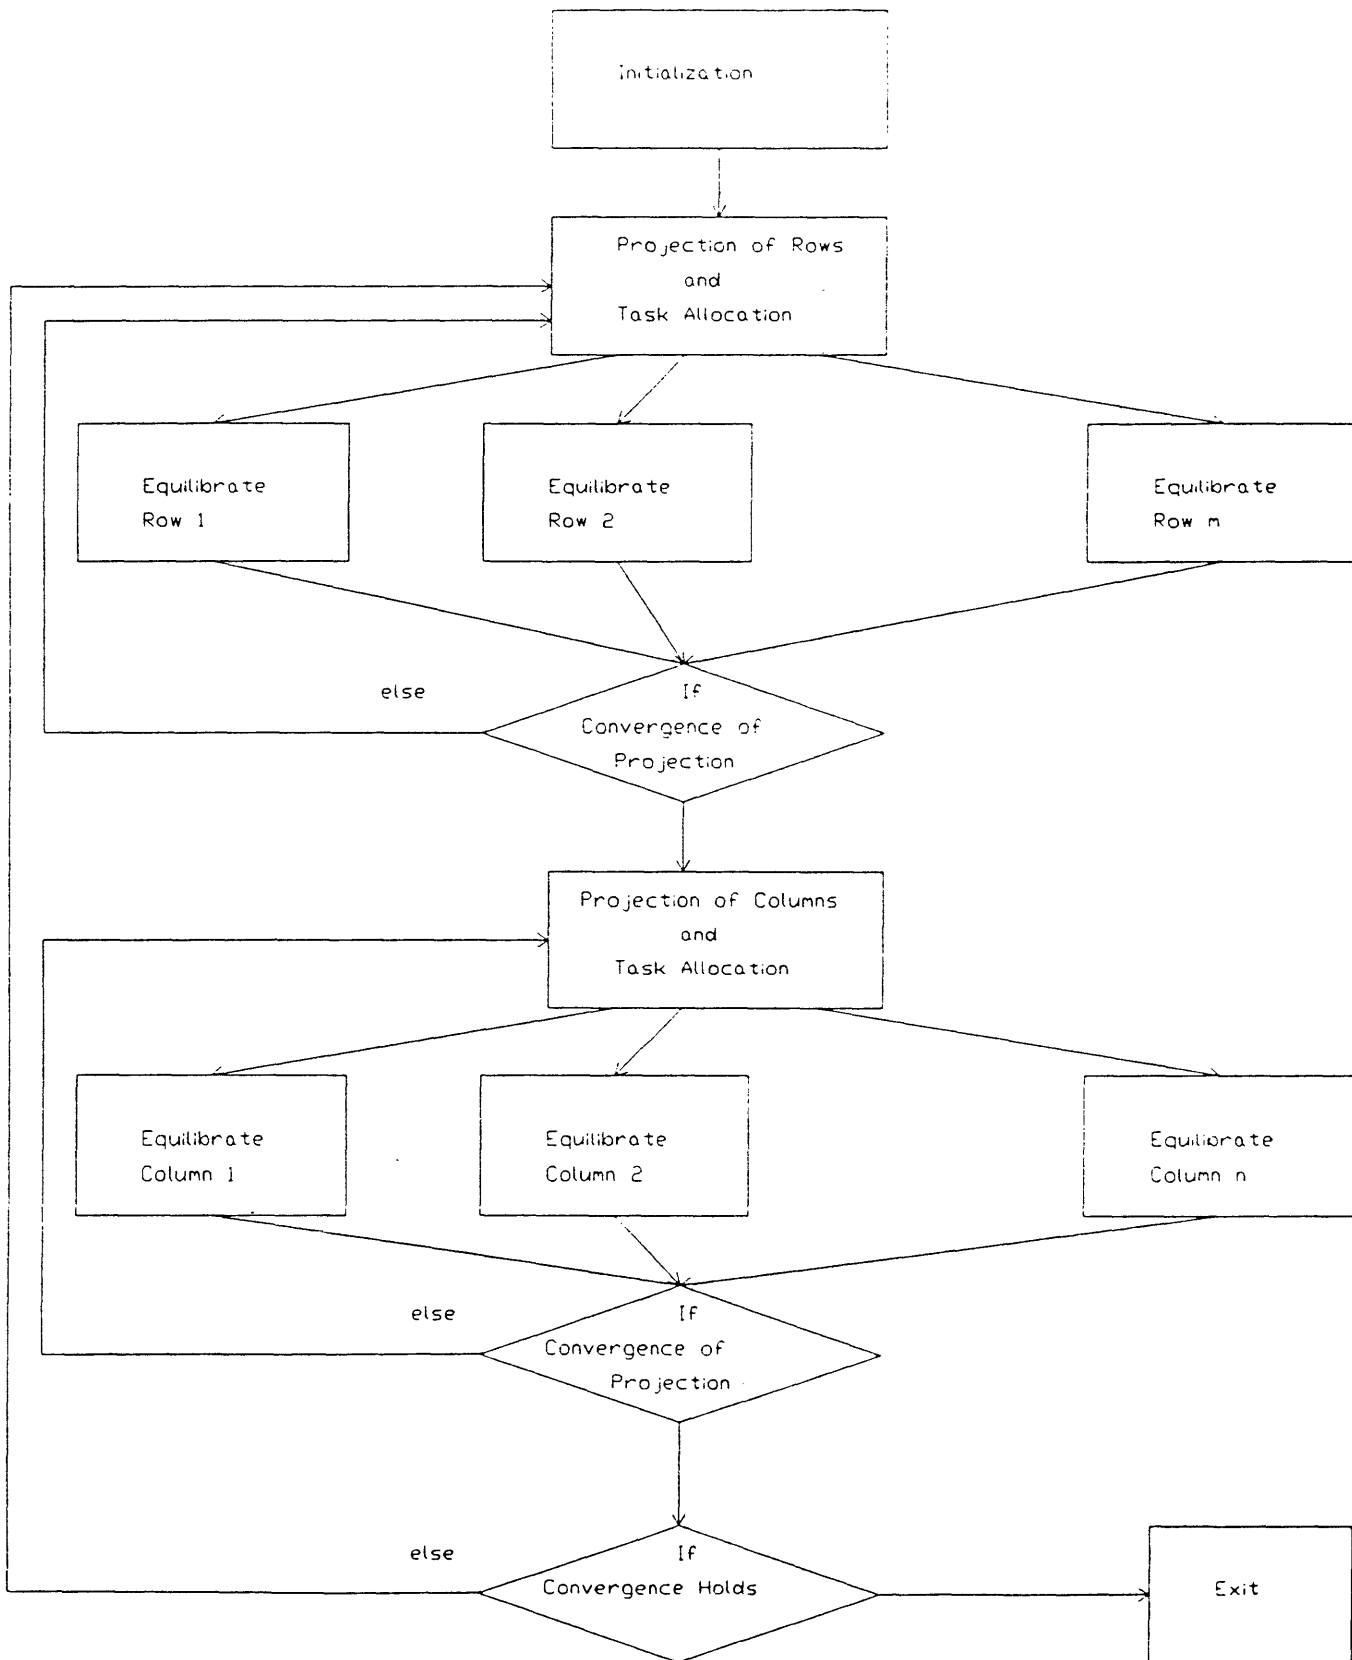 Initialization
Projection of Rows
and
Task Allocation
Equilibrate
Row 1
Equilibrate
Row 2
Equilibrate
Row m
else
If
Convergence of
Projection
Projection of Columns
and
Task Allocation
Equilibrate
Column 1
Equilibrate
Column 2
Equilibrate
Column n
else
If
Convergence of
Projection
else
If
Convergence Holds
Exit